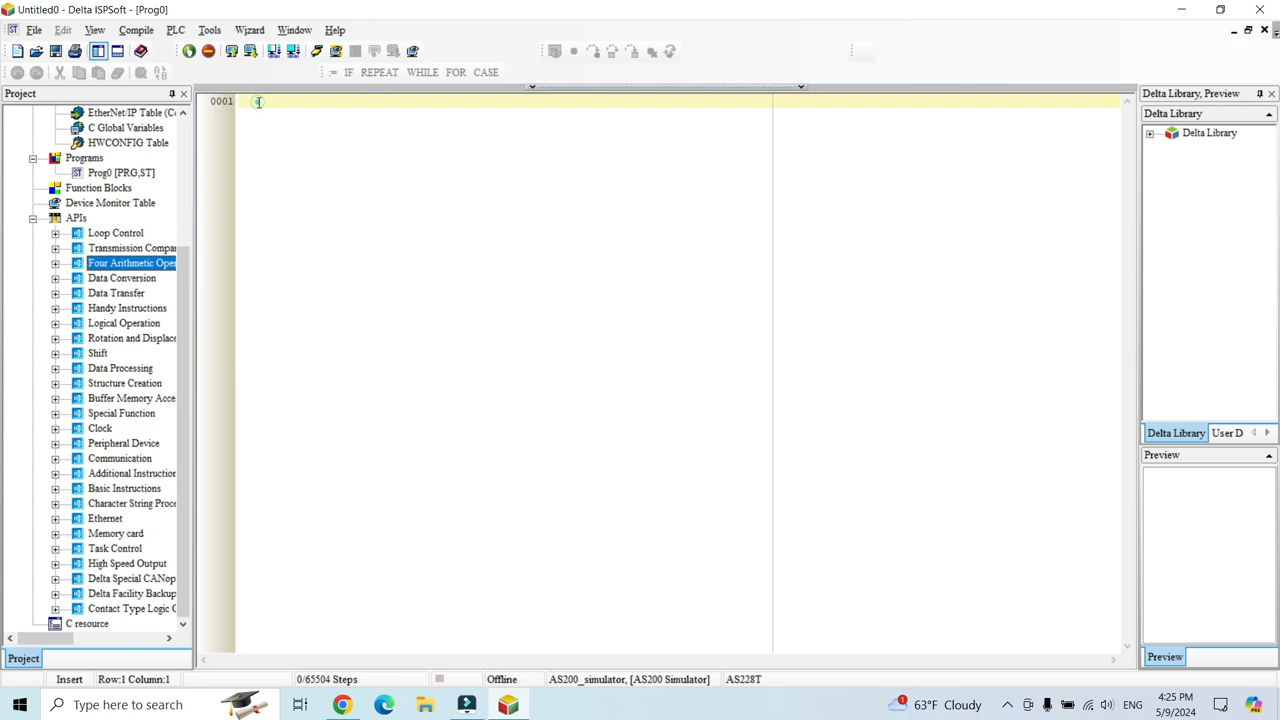 Untitled0 - Delta ISPSoft - [Prog0]
File Edit View Compile PLC Tools Wizard Window Help
:= IF REPEAT WHILE FOR CASE
Project
EtherNet/IP Table (Co
C Global Variables
HWCONFIG Table
Programs
Prog0 [PRG,ST]
Function Blocks
Device Monitor Table
APIs
Loop Control
Transmission Compar
Four Arithmetic Oper
Data Conversion
Data Transfer
Handy Instructions
Logical Operation
Rotation and Displace
Shift
Data Processing
Structure Creation
Buffer Memory Acce
Special Function
Clock
Peripheral Device
Communication
Additional Instruction
Basic Instructions
Character String Proce
Ethernet
Memory card
Task Control
High Speed Output
Delta Special CANop
Delta Facility Backup
Contact Type Logic C
C resource
Project
0001
Delta Library, Preview
Delta Library
Delta Library
Delta Library User D
Preview
Preview
Insert Row:1 Column:1 0/65504 Steps Offline AS200_simulator, [AS200 Simulator] AS228T
Type here to search
63°F Cloudy
ENG
4:25 PM
5/9/2024